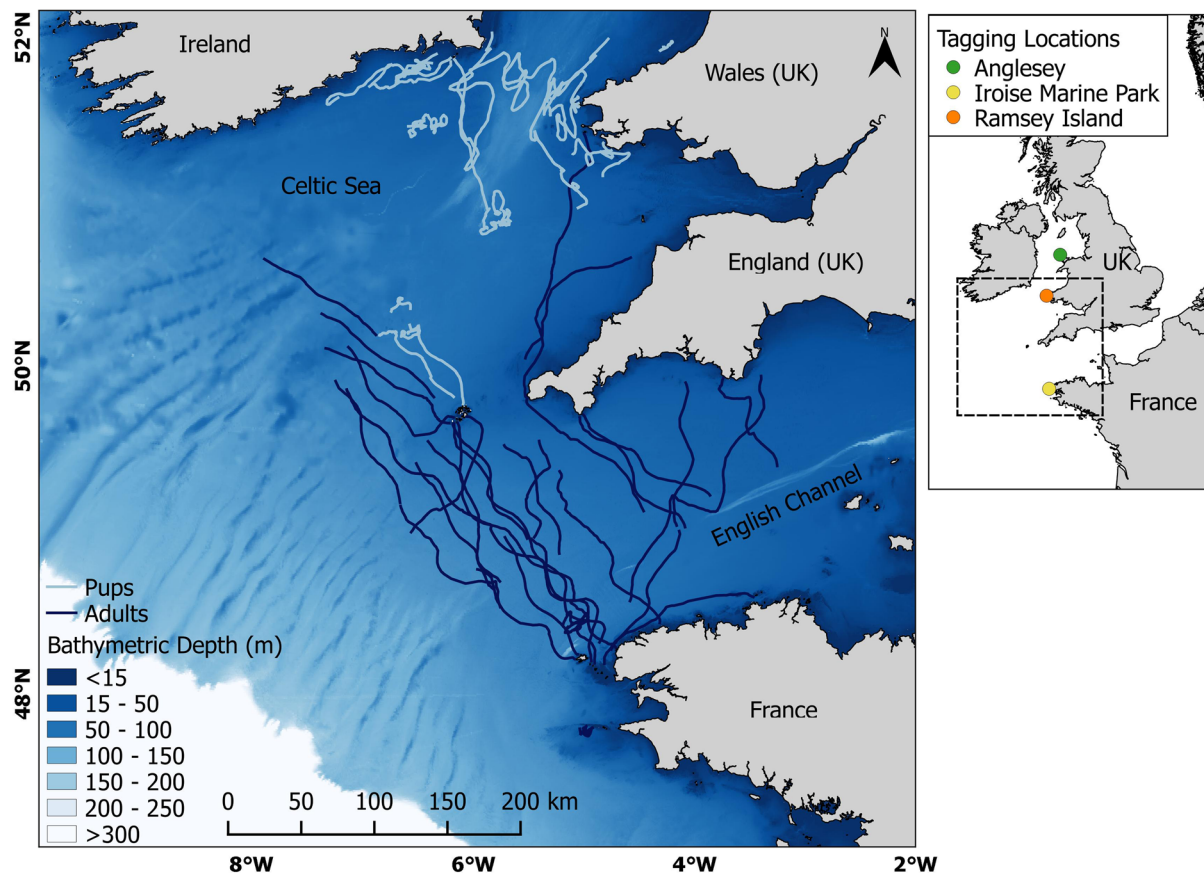 52°N
50°N
48°N
Ireland
Wales (UK)
N
Celtic Sea
England (UK)
English Channel
France
Pups
Adults
Bathymetric Depth (m)
<15
15 - 50
50 - 100
100 - 150
150 - 200
200 - 250
>300
0 50 100 150 200 km
8°W 6°W 4°W 2°W
Tagging Locations
Anglesey
Iroise Marine Park
Ramsey Island
UK
France